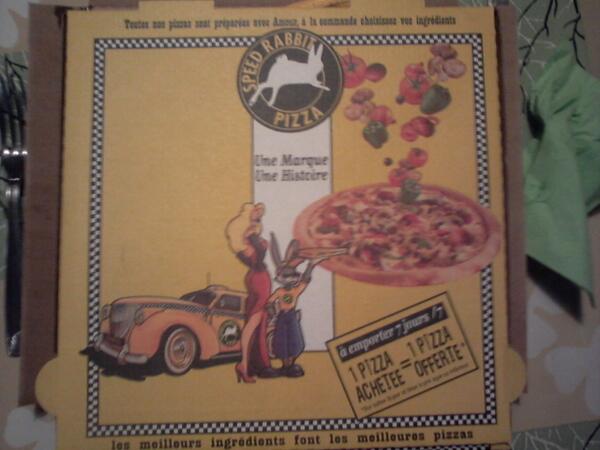 Toutes nos pizzas sont préparées avec Amour, à la commande choisissez vos ingrédients
SPEED RABBIT
PIZZA
Une Marque
Une Histoire
à emporter 7 jours /7
1 PIZZA ACHETÉE = 1 PIZZA OFFERTE*
les meilleurs ingrédients font les meilleures pizzas